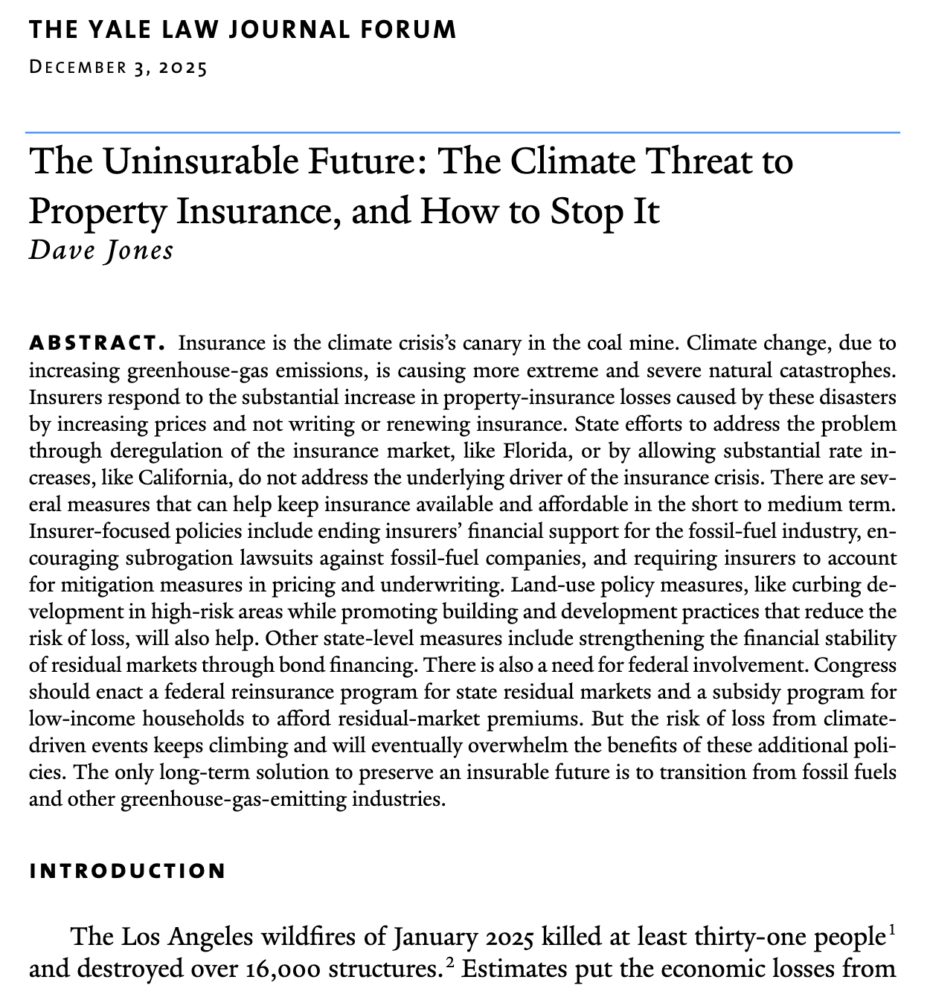 THE YALE LAW JOURNAL FORUM
DECEMBER 3, 2025
The Uninsurable Future: The Climate Threat to
Property Insurance, and How to Stop It
Dave Jones
ABSTRACT. Insurance is the climate crisis’s canary in the coal mine. Climate change, due to
increasing greenhouse-gas emissions, is causing more extreme and severe natural catastrophes.
Insurers respond to the substantial increase in property-insurance losses caused by these disasters
by increasing prices and not writing or renewing insurance. State efforts to address the problem
through deregulation of the insurance market, like Florida, or by allowing substantial rate in-
creases, like California, do not address the underlying driver of the insurance crisis. There are sev-
eral measures that can help keep insurance available and affordable in the short to medium term.
Insurer-focused policies include ending insurers’ financial support for the fossil-fuel industry, en-
couraging subrogation lawsuits against fossil-fuel companies, and requiring insurers to account
for mitigation measures in pricing and underwriting. Land-use policy measures, like curbing de-
velopment in high-risk areas while promoting building and development practices that reduce the
risk of loss, will also help. Other state-level measures include strengthening the financial stability
of residual markets through bond financing. There is also a need for federal involvement. Congress
should enact a federal reinsurance program for state residual markets and a subsidy program for
low-income households to afford residual-market premiums. But the risk of loss from climate-
driven events keeps climbing and will eventually overwhelm the benefits of these additional poli-
cies. The only long-term solution to preserve an insurable future is to transition from fossil fuels
and other greenhouse-gas-emitting industries.
INTRODUCTION
The Los Angeles wildfires of January 2025 killed at least thirty-one people¹
and destroyed over 16,000 structures.² Estimates put the economic losses from